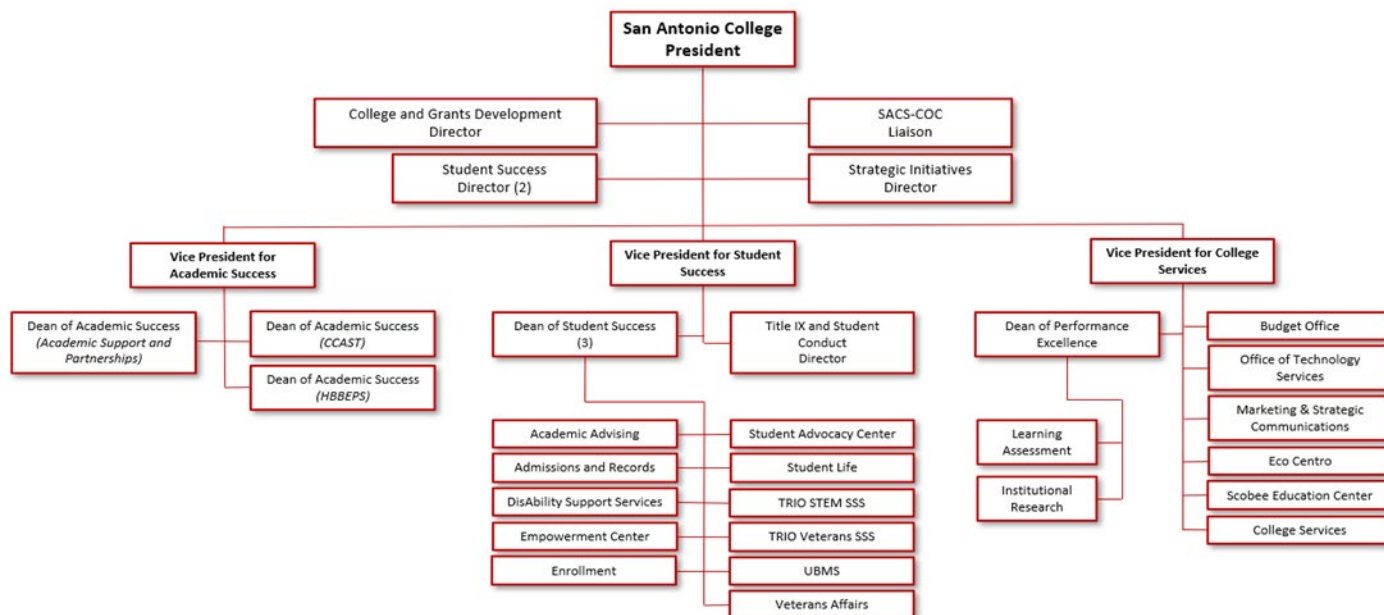 San Antonio College
President
College and Grants Development
Director
SACS-COC
Liaison
Student Success
Director (2)
Strategic Initiatives
Director
Vice President for
Academic Success
Vice President for Student
Success
Vice President for College
Services
Dean of Academic Success
(Academic Support and
Partnerships)
Dean of Academic Success
(CCAST)
Dean of Academic Success
(HBBEPS)
Dean of Student Success
(3)
Title IX and Student
Conduct
Director
Academic Advising
Student Advocacy Center
Admissions and Records
Student Life
DisAbility Support Services
TRIO STEM SSS
Empowerment Center
TRIO Veterans SSS
Enrollment
UBMS
Veterans Affairs
Dean of Performance
Excellence
Learning
Assessment
Institutional
Research
Budget Office
Office of Technology
Services
Marketing & Strategic
Communications
Eco Centro
Scobee Education Center
College Services